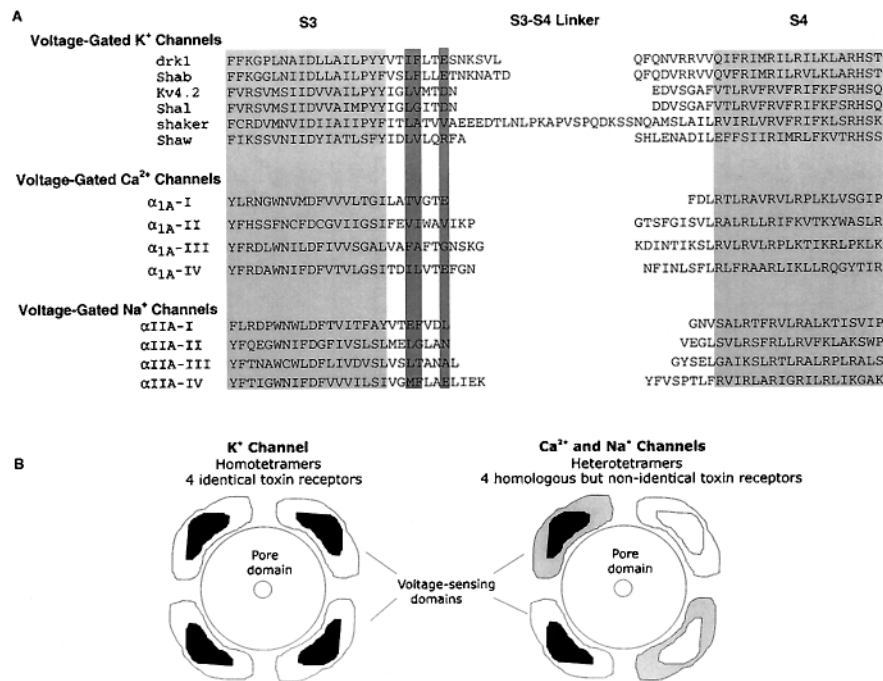 A
S3 S3-S4 Linker S4
Voltage-Gated K⁺ Channels
drk1 FFKGPLNAIDLLAILPYYVTIFLTESNKSVL QFQNVRRVVQIFRIMRILRILKLARHST
Shab FFKGGLNIIDLLAILPYFVSLFLLETNKNATD QFQDVRRVVQIFRIMRILRVLKLARHST
Kv4.2 FVRSVMSIIDVVAILPYYIGLVMTDN EDVSGAFVTLRVFRVFRIFKFSRHSQ
Shal FVRSVMSIIDVVAIMPYYIGLGITDN DDVSGAFVTLRVFRVFRIFKFSRHSQ
shaker FCRDVMNVIDIIAIIPYFITLATVVAEEEDTLNLPKAPVSPQDKSSNQAMSLAILRVIRLVRVFRIFKLSRHSK
Shaw FIKSSVNIIDYIATLSFYIDLVLQRFA SHLENADILEFFSIIRIMRLFKVTRHSS
Voltage-Gated Ca²⁺ Channels
α1A-I YLRNGWNVMDFVVVLTGILATVGTE FDLRTLRAVRVLRPLKLVSGIP
α1A-II YFHSSFNCFDCGVIIGSIFEVIWAVIKP GTSFGISVLRALRLLRIFKVTKYWASLR
α1A-III YFRDLWNILDFIVVSGALVAFAFTGNSKG KDINTIKSLRVLRVLRPLKTIKRLPKLK
α1A-IV YFRDAWNIFDFVTVLGSITDILVTEFGN NFINLSFLRLFRAARLIKLLRQGYTIR
Voltage-Gated Na⁺ Channels
αIIA-I FLRDPWNWLDFTVITFAYVTEFVDL GNVSALRTFRVLRALKTISVIP
αIIA-II YFQEGWNIFDGFIVSLSLMELGLAN VEGLSVLRSFRLLRVFKLAKSWP
αIIA-III YFTNAWCWLDFLIVDVSLVSLTANAL GYSELGAIKSLRTLRALRPLRALS
αIIA-IV YFTIGWNIFDFVVVILSIVGMFLAELIEK YFVSPTLFRVIRLARIGRILRLIKGAK
B
K⁺ Channel
Homotetramers
4 identical toxin receptors
Ca²⁺ and Na⁺ Channels
Heterotetramers
4 homologous but non-identical toxin receptors
Pore
domain
Voltage-sensing
domains
Pore
domain